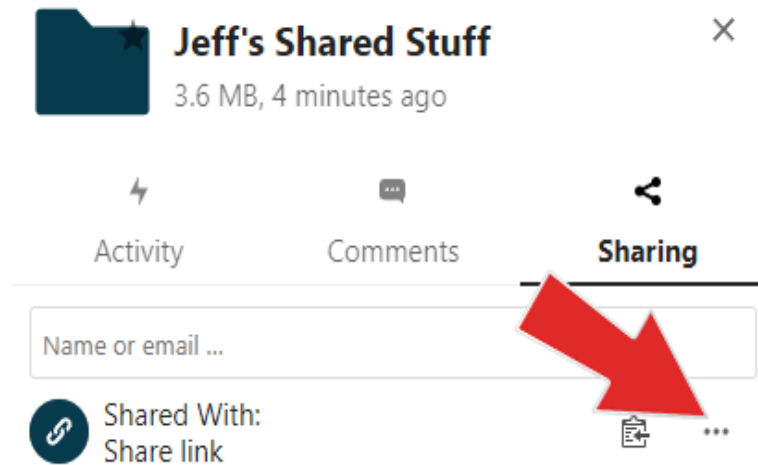 Jeff's Shared Stuff
3.6 MB, 4 minutes ago
Activity
Comments
Sharing
Name or email ...
Shared With:
Share link